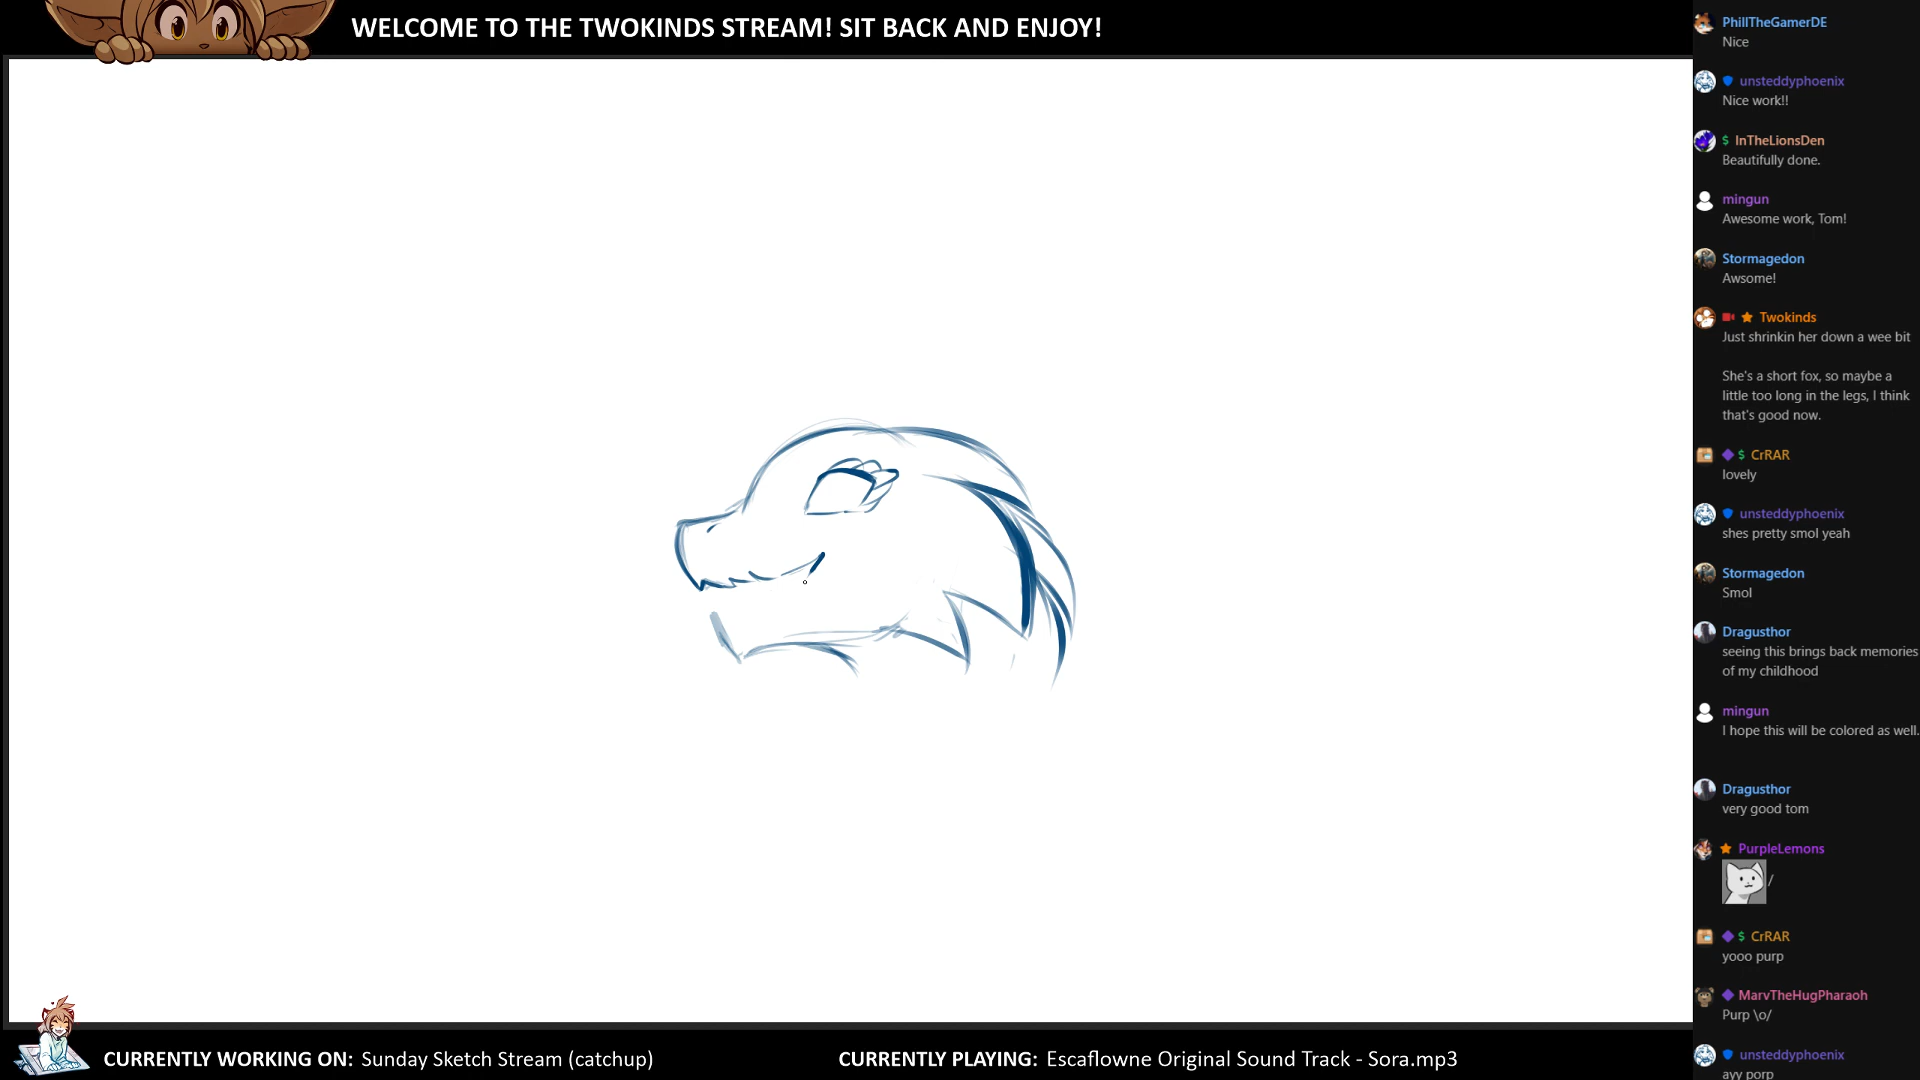 WELCOME TO THE TWOKINDS STREAM! SIT BACK AND ENJOY!
PhillTheGamerDE
Nice
unsteddyphoenix
Nice work!!
$ InTheLionsDen
Beautifully done.
mingun
Awesome work, Tom!
Stormagedon
Awsome!
Twokinds
Just shrinkin her down a wee bit
She's a short fox, so maybe a
little too long in the legs, I think
that's good now.
$ CrRAR
lovely
unsteddyphoenix
shes pretty smol yeah
Stormagedon
Smol
Dragusthor
seeing this brings back memories
of my childhood
mingun
I hope this will be colored as well.
Dragusthor
very good tom
PurpleLemons
/
$ CrRAR
yooo purp
MarvTheHugPharaoh
Purp \o/
unsteddyphoenix
ayy porp
CURRENTLY WORKING ON: Sunday Sketch Stream (catchup)
CURRENTLY PLAYING: Escaflowne Original Sound Track - Sora.mp3